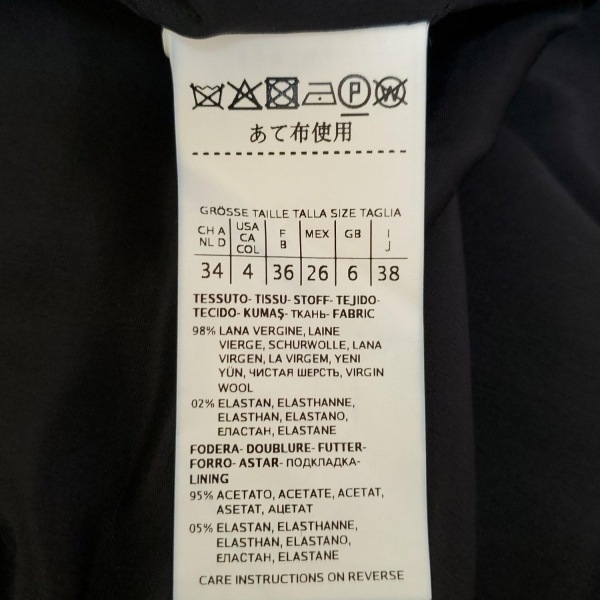 P W
あて布使用
GRÖSSE TAILLE TALLA SIZE TAGLIA
CH A NL D USA CA COL F B MEX GB I J
34 4 36 26 6 38
TESSUTO- TISSU- STOFF- TEJIDO-
TECIDO- KUMAŞ- ТКАНЬ- FABRIC
98% LANA VERGINE, LAINE
VIERGE, SCHURWOLLE, LANA
VIRGEN, LA VIRGEM, YENI
YÜN, ЧИСТАЯ ШЕРСТЬ, VIRGIN
WOOL
02% ELASTAN, ELASTHANNE,
ELASTHAN, ELASTANO,
ЕЛАСТАН, ELASTANE
FODERA- DOUBLURE- FUTTER-
FORRO- ASTAR- ПОДКЛАДКА-
LINING
95% ACETATO, ACETATE, ACETAT,
ASETAT, АЦЕТАТ
05% ELASTAN, ELASTHANNE,
ELASTHAN, ELASTANO,
ЕЛАСТАН, ELASTANE
CARE INSTRUCTIONS ON REVERSE